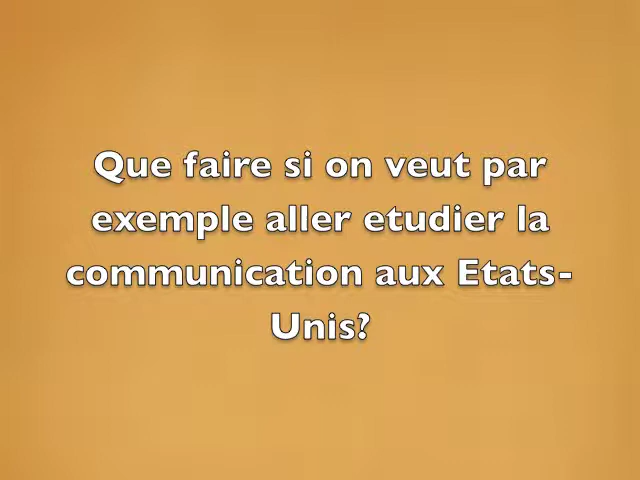 Que faire si on veut par
exemple aller etudier la
communication aux Etats-
Unis?